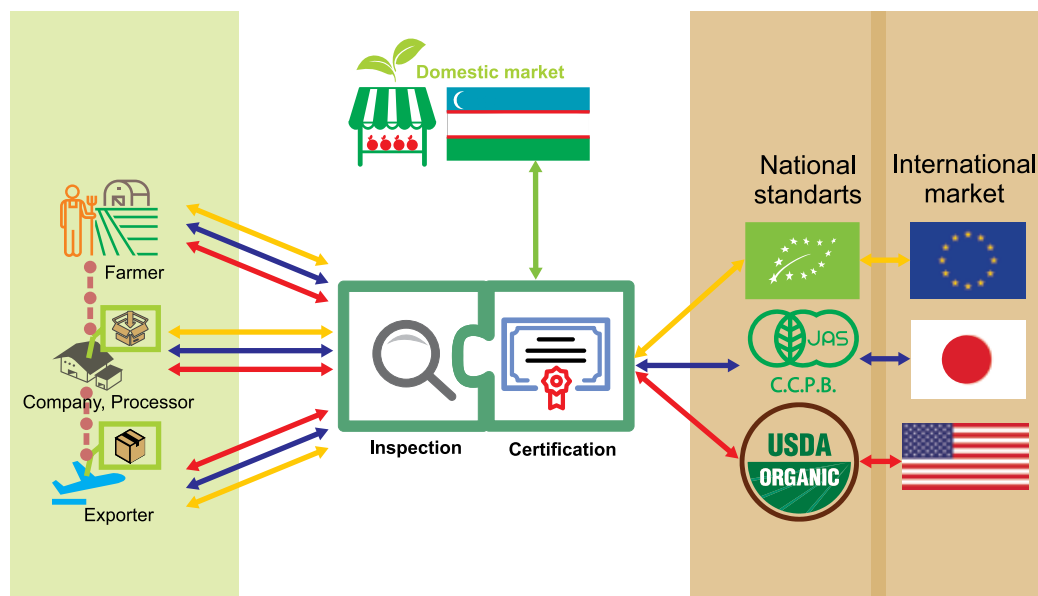 Domestic market
National
standarts
International
market
Farmer
JAS
C.C.P.B.
Company, Processor
Inspection
Certification
USDA
ORGANIC
Exporter